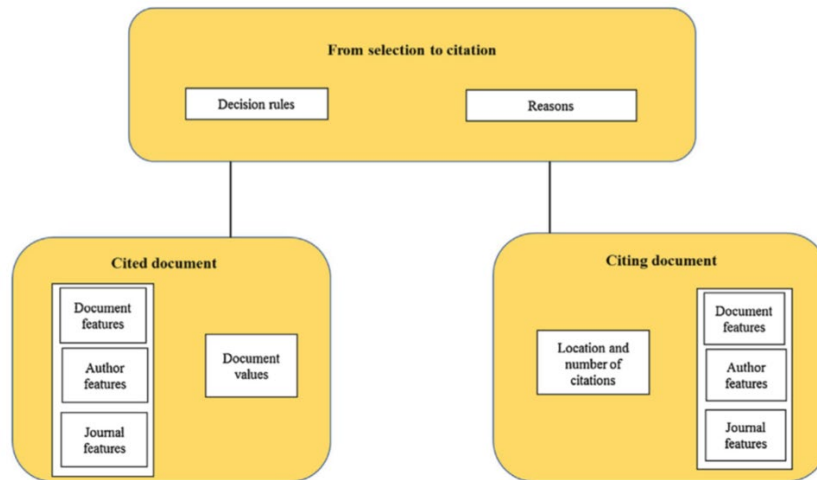 From selection to citation
Decision rules
Reasons
Cited document
Document
features
Author
features
Journal
features
Document
values
Citing document
Location and
number of
citations
Document
features
Author
features
Journal
features